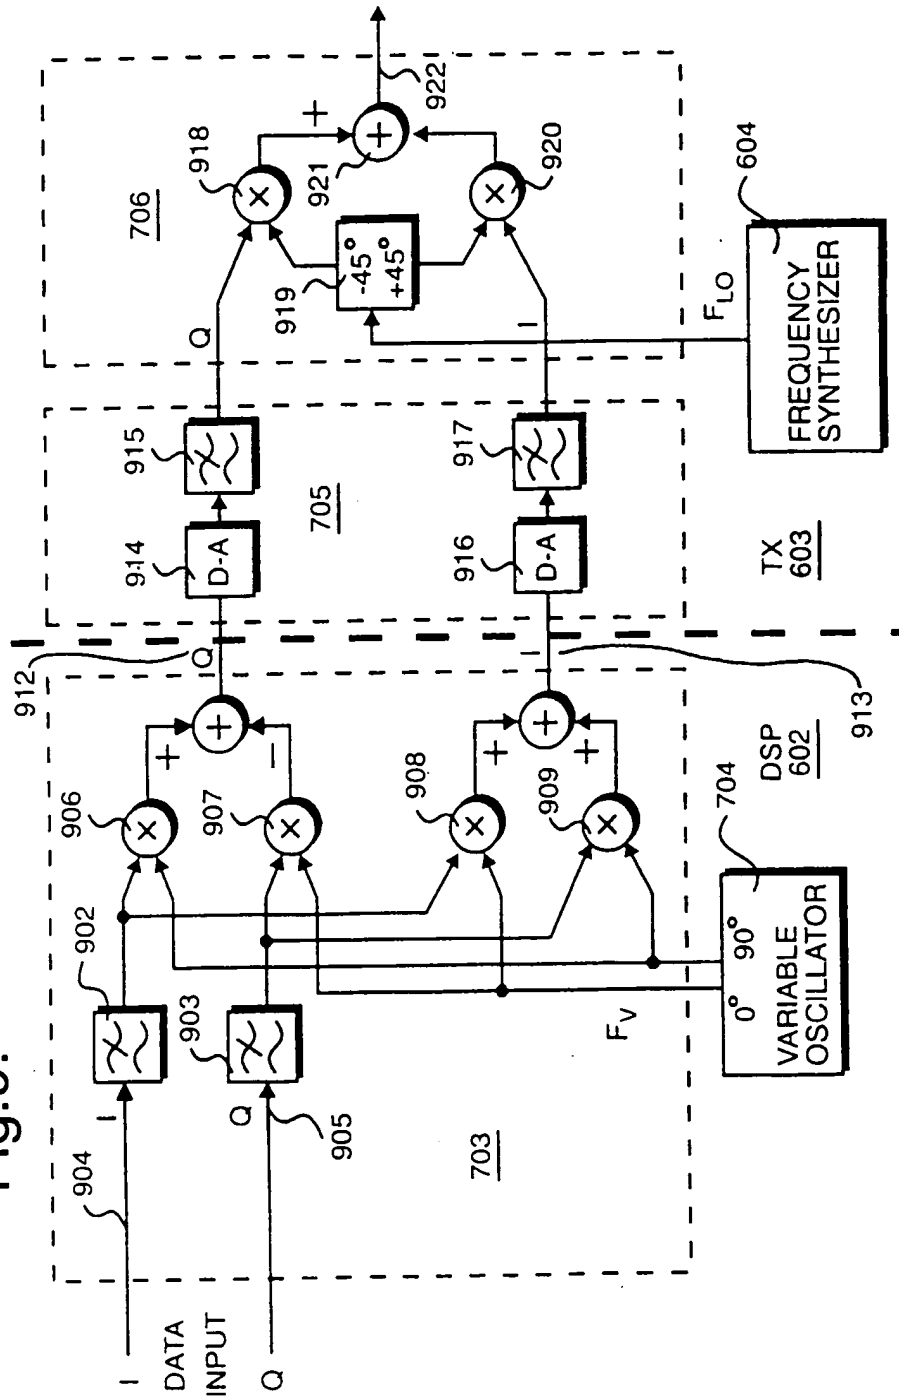 Fig.9.
I
DATA
INPUT
Q
904
I
Q
905
902
903
703
906
907
908
909
+
−
+
+
912
Q
I
913
F_V
0° 90°
VARIABLE
OSCILLATOR
704
DSP
602
914
D-A
915
705
916
D-A
917
TX
603
Q
I
706
918
919
-45°
+45°
+
921
922
920
F_LO
604
FREQUENCY
SYNTHESIZER